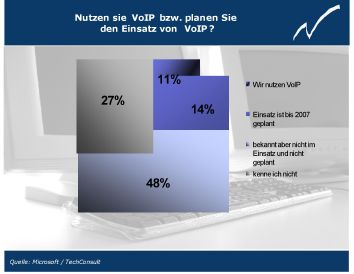 Nutzen sie VoIP bzw. planen Sie
den Einsatz von VoIP ?
11%
27%
14%
48%
Wir nutzen VoIP
Einsatz ist bis 2007
geplant
bekannt aber nicht im
Einsatz und nicht
geplant
kenne ich nicht
Quelle: Microsoft / TechConsult